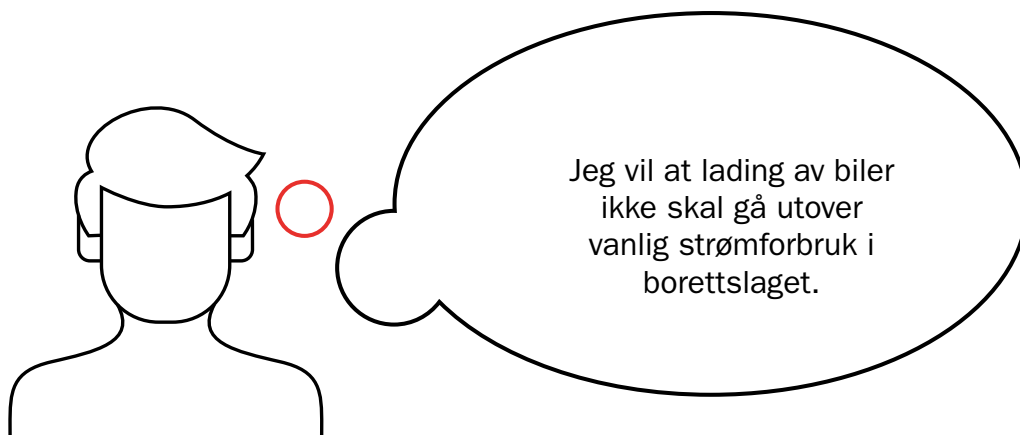 Jeg vil at lading av biler
ikke skal gå utover
vanlig strømforbruk i
borettslaget.